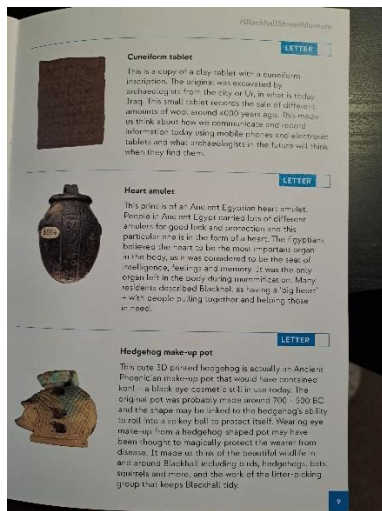 #BlackhallStreetMuseum
LETTER
Cuneiform tablet
This is a copy of a clay tablet with a cuneiform
inscription. The original was excavated by
archaeologists from the city or Ur, in what is today
Iraq. This small tablet records the sale of different
amounts of wool around 4000 years ago. This made
us think about how we communicate and record
information today using mobile phones and electronic
tablets and what archaeologists in the future will think
when they find them.
LETTER
Heart amulet
This print is of an Ancient Egyptian heart amulet.
People in Ancient Egypt carried lots of different
amulets for good luck and protection and this
particular one is in the form of a heart. The Egyptians
believed the heart to be the most important organ
in the body, as it was considered to be the seat of
intelligence, feelings and memory. It was the only
organ left in the body during mummification. Many
residents described Blackhall as having a 'big heart'
– with people pulling together and helping those
in need.
LETTER
Hedgehog make-up pot
This cute 3D printed hedgehog is actually an Ancient
Phoenician make-up pot that would have contained
kohl – a black eye cosmetic still in use today. The
original pot was probably made around 700 - 500 BC
and the shape may be linked to the hedgehog's ability
to roll into a spikey ball to protect itself. Wearing eye
make-up from a hedgehog-shaped pot may have
been thought to magically protect the wearer from
disease. It made us think of the beautiful wildlife in
and around Blackhall including birds, hedgehogs, bats,
squirrels and more, and the work of the litter-picking
group that keeps Blackhall tidy.
9